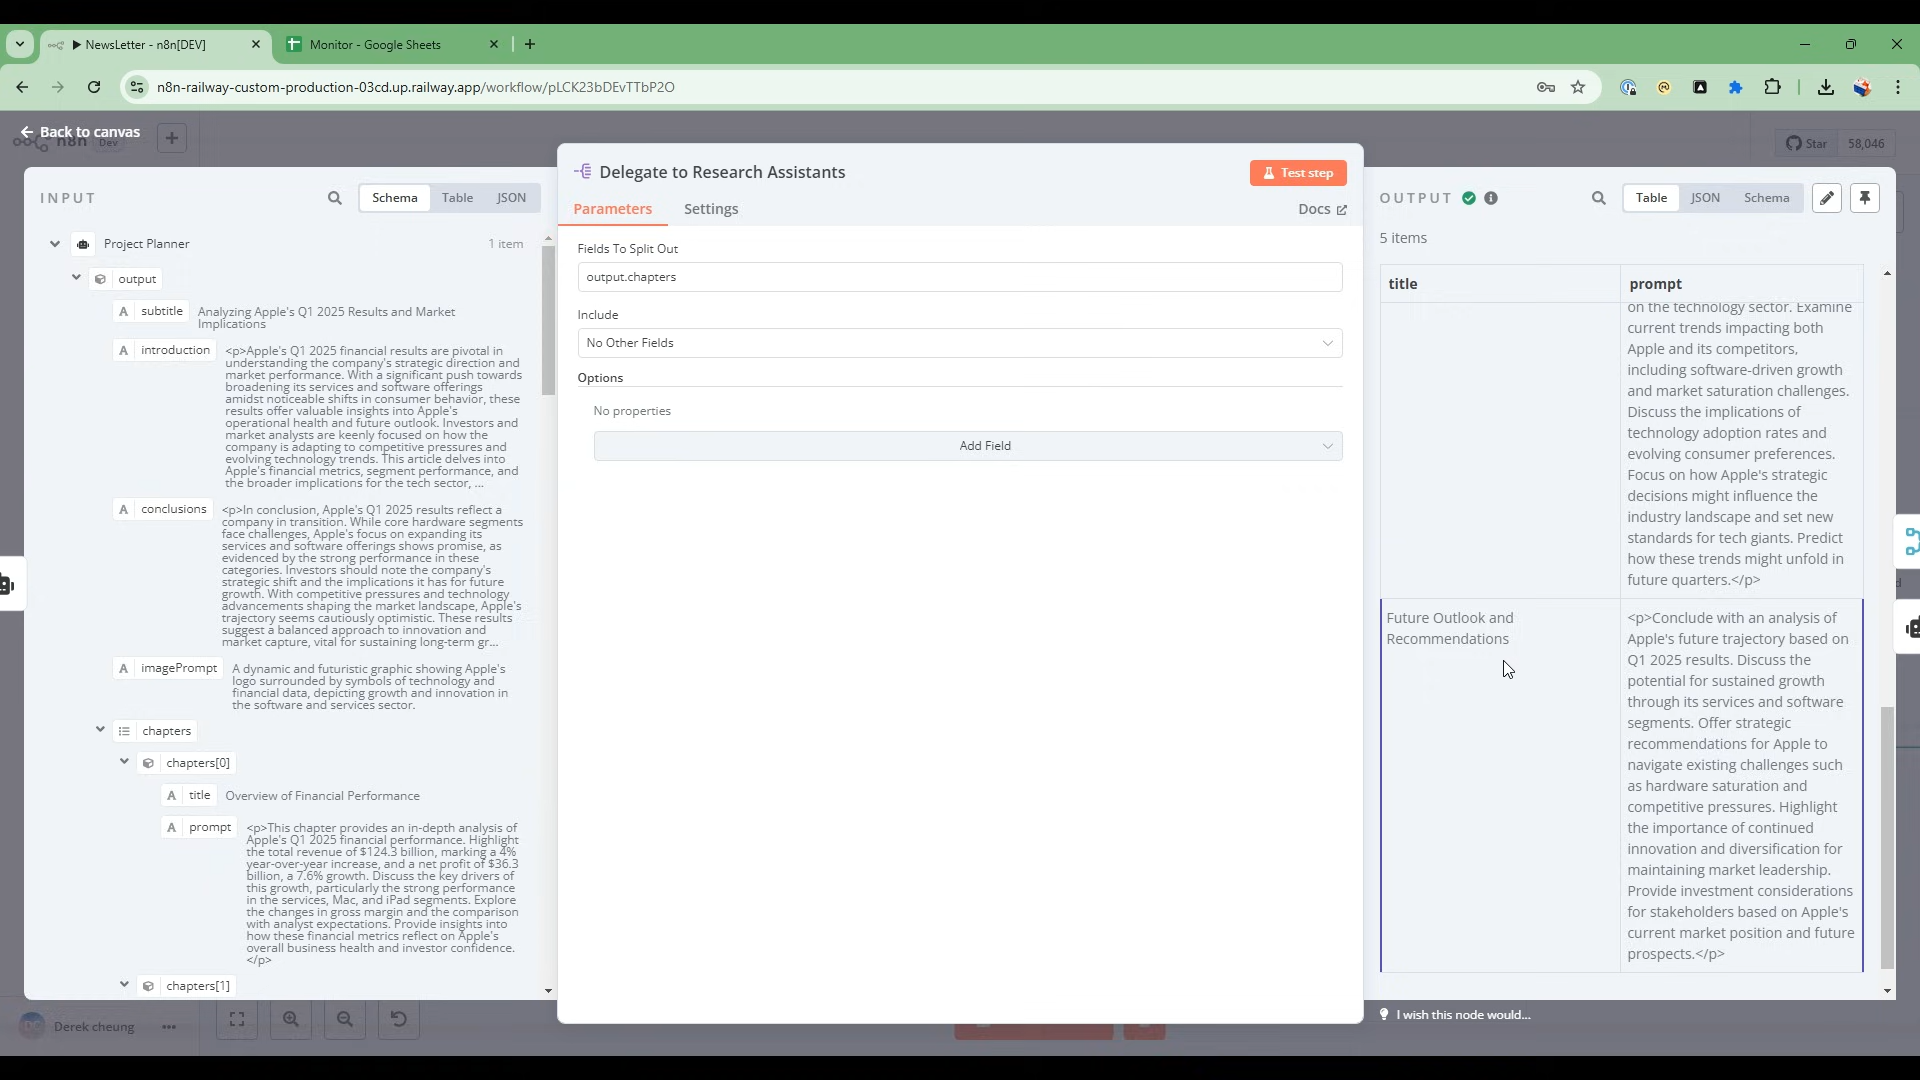 NewsLetter - n8n[DEV]
Monitor - Google Sheets
n8n-railway-custom-production-03cd.up.railway.app/workflow/pLCK23bDEvTTbP2O
Back to canvas
n8n
Dev
Star
58,046
INPUT
Schema
Table
JSON
Project Planner
1 item
output
A subtitle
Analyzing Apple's Q1 2025 Results and Market
Implications
A introduction
<p>Apple's Q1 2025 financial results are pivotal in
understanding the company's strategic direction and
market performance. With a significant push towards
broadening its services and software offerings
amidst noticeable shifts in consumer behavior, these
results offer valuable insights into Apple's
operational health and future outlook. Investors and
market analysts are keenly focused on how the
company is adapting to competitive pressures and
evolving technology trends. This article delves into
Apple's financial metrics, segment performance, and
the broader implications for the tech sector, ...
A conclusions
<p>In conclusion, Apple's Q1 2025 results reflect a
company in transition. While core hardware segments
face challenges, Apple's focus on expanding its
services and software offerings shows promise, as
evidenced by the strong performance in these
categories. Investors should note the company's
strategic shift and the implications it has for future
growth. With competitive pressures and technology
advancements shaping the market landscape, Apple's
trajectory seems cautiously optimistic. These results
suggest a balanced approach to innovation and
market capture, vital for sustaining long-term gr...
A imagePrompt
A dynamic and futuristic graphic showing Apple's
logo surrounded by symbols of technology and
financial data, depicting growth and innovation in
the software and services sector.
chapters
chapters[0]
A title
Overview of Financial Performance
A prompt
<p>This chapter provides an in-depth analysis of
Apple's Q1 2025 financial performance. Highlight
the total revenue of $124.3 billion, marking a 4%
year-over-year increase, and a net profit of $36.3
billion, a 7.6% growth. Discuss the key drivers of
this growth, particularly the strong performance
in the services, Mac, and iPad segments. Explore
the changes in gross margin and the comparison
with analyst expectations. Provide insights into
how these financial metrics reflect on Apple's
overall business health and investor confidence.
</p>
chapters[1]
Derek cheung
Delegate to Research Assistants
Test step
Parameters
Settings
Docs
Fields To Split Out
output.chapters
Include
No Other Fields
Options
No properties
Add Field
OUTPUT
Table
JSON
Schema
5 items
title
prompt
on the technology sector. Examine
current trends impacting both
Apple and its competitors,
including software-driven growth
and market saturation challenges.
Discuss the implications of
technology adoption rates and
evolving consumer preferences.
Focus on how Apple's strategic
decisions might influence the
industry landscape and set new
standards for tech giants. Predict
how these trends might unfold in
future quarters.</p>
Future Outlook and
Recommendations
<p>Conclude with an analysis of
Apple's future trajectory based on
Q1 2025 results. Discuss the
potential for sustained growth
through its services and software
segments. Offer strategic
recommendations for Apple to
navigate existing challenges such
as hardware saturation and
competitive pressures. Highlight
the importance of continued
innovation and diversification for
maintaining market leadership.
Provide investment considerations
for stakeholders based on Apple's
current market position and future
prospects.</p>
I wish this node would...